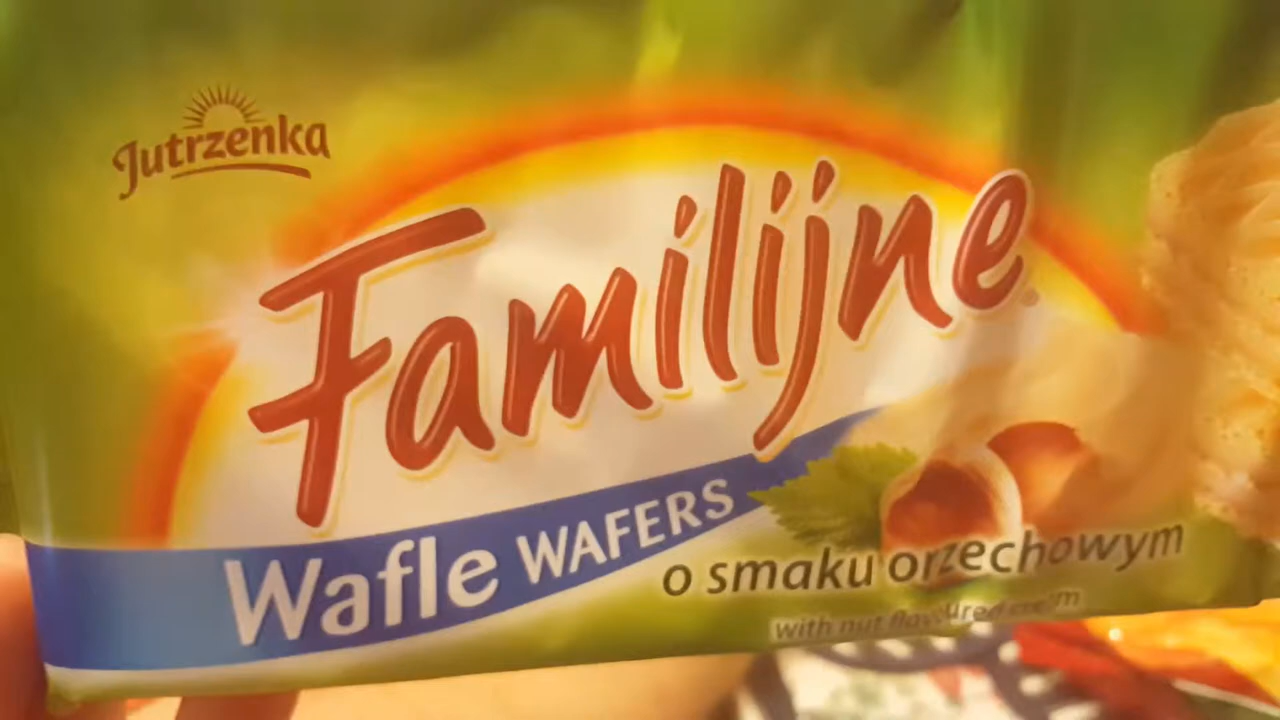 Jutrzenka
Familijne
Wafle WAFERS
o smaku orzechowym
with nut flavoured cream